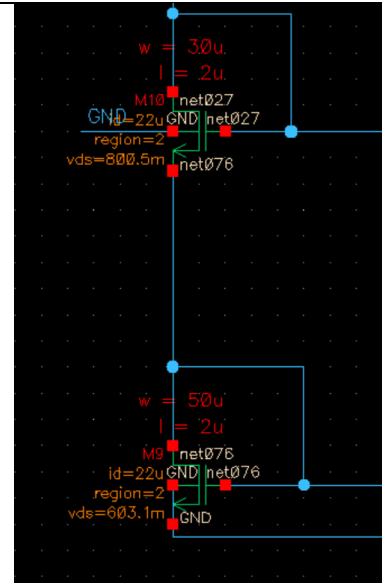 w = 30u
l = 2u
M10 net027
GND
id=22u GND net027
region=2
vds=800.5m
net076
w = 50u
l = 2u
M9 net076
id=22u GND net076
region=2
vds=603.1m
GND